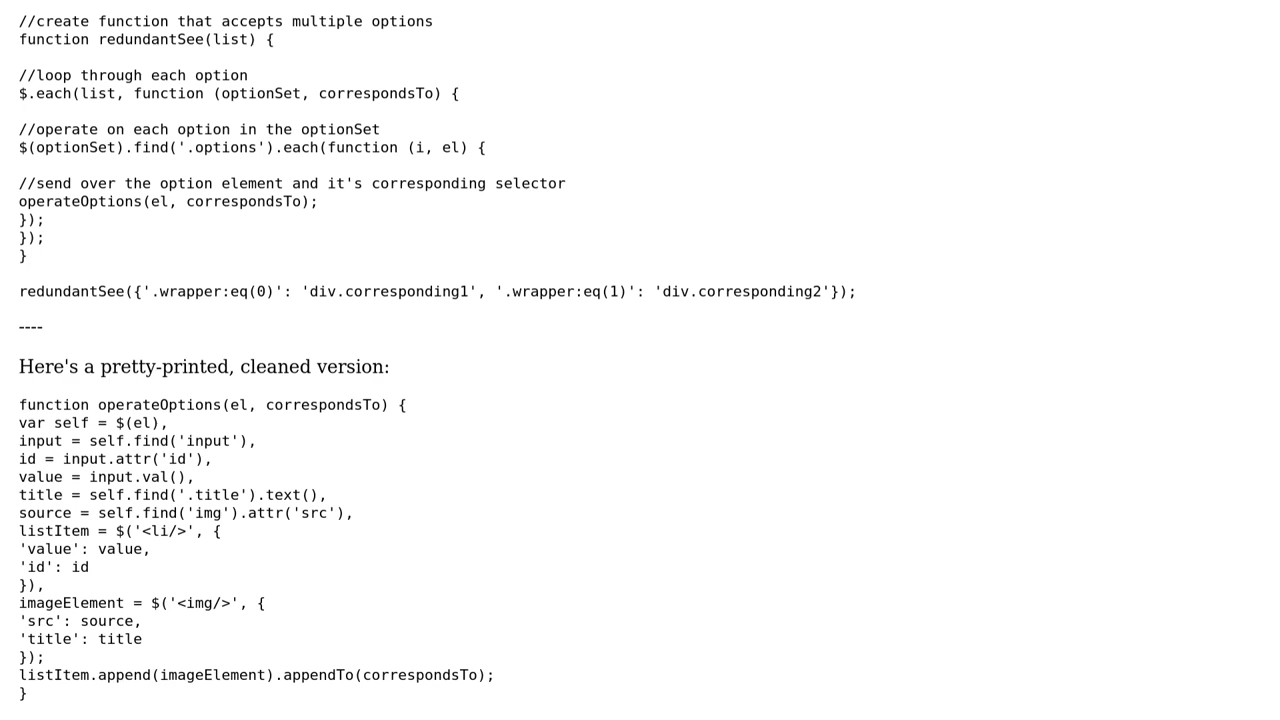 //create function that accepts multiple options
function redundantSee(list) {
//loop through each option
$.each(list, function (optionSet, correspondsTo) {
//operate on each option in the optionSet
$(optionSet).find('.options').each(function (i, el) {
//send over the option element and it's corresponding selector
operateOptions(el, correspondsTo);
});
});
}
redundantSee({'.wrapper:eq(0)': 'div.corresponding1', '.wrapper:eq(1)': 'div.corresponding2'});
----
Here's a pretty-printed, cleaned version:
function operateOptions(el, correspondsTo) {
var self = $(el),
input = self.find('input'),
id = input.attr('id'),
value = input.val(),
title = self.find('.title').text(),
source = self.find('img').attr('src'),
listItem = $('<li/>', {
'value': value,
'id': id
}),
imageElement = $('<img/>', {
'src': source,
'title': title
});
listItem.append(imageElement).appendTo(correspondsTo);
}